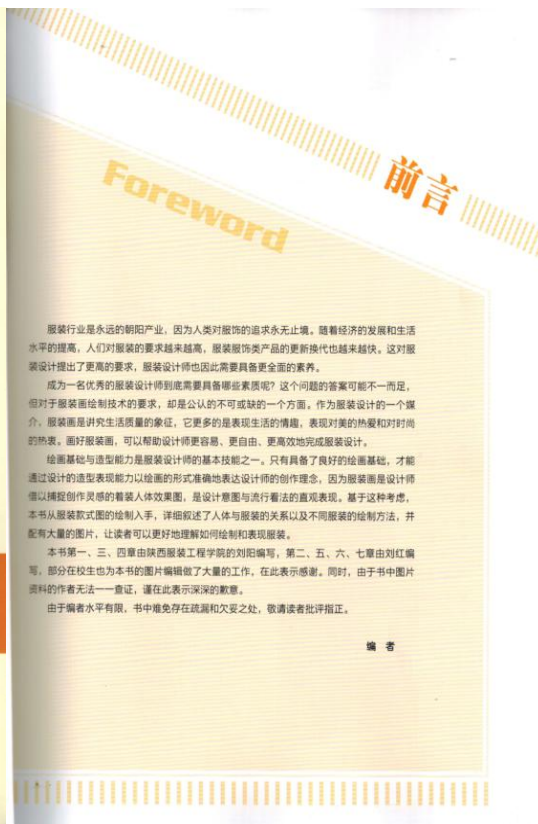 前言
Foreword
服装行业是永远的朝阳产业，因为人类对服饰的追求永无止境。随着经济的发展和生活
水平的提高，人们对服装的要求越来越高，服装服饰类产品的更新换代也越来越快。这对服
装设计提出了更高的要求，服装设计师也因此需要具备更全面的素养。
成为一名优秀的服装设计师到底需要具备哪些素质呢？这个问题的答案可能不一而足，
但对于服装画绘制技术的要求，却是公认的不可或缺的一个方面。作为服装设计的一个媒
介，服装画是讲究生活质量的象征，它更多的是表现生活的情趣，表现对美的热爱和对时尚
的热衷。画好服装画，可以帮助设计师更容易、更自由、更高效地完成服装设计。
绘画基础与造型能力是服装设计师的基本技能之一。只有具备了良好的绘画基础，才能
通过设计的造型表现能力以绘画的形式准确地表达设计师的创作理念，因为服装画是设计师
借以捕捉创作灵感的着装人体效果图，是设计意图与流行看法的直观表现。基于这种考虑，
本书从服装款式图的绘制入手，详细叙述了人体与服装的关系以及不同服装的绘制方法，并
配有大量的图片，让读者可以更好地理解如何绘制和表现服装。
本书第一、三、四章由陕西服装工程学院的刘阳编写，第二、五、六、七章由刘红编
写，部分在校生也为本书的图片编辑做了大量的工作，在此表示感谢。同时，由于书中图片
资料的作者无法一一查证，谨在此表示深深的歉意。
由于编者水平有限，书中难免存在疏漏和欠妥之处，敬请读者批评指正。
编 者